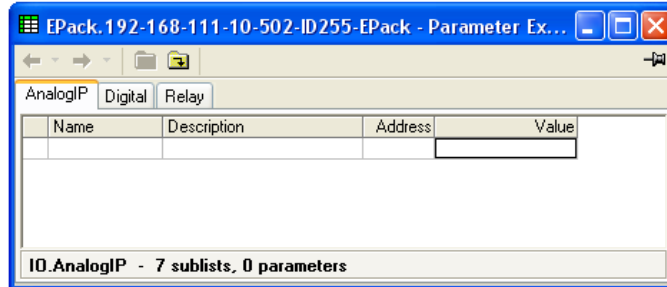 EPack.192-168-111-10-502-ID255-EPack - Parameter Ex...
AnalogIP Digital Relay
Name Description Address Value
IO.AnalogIP - 7 sublists, 0 parameters